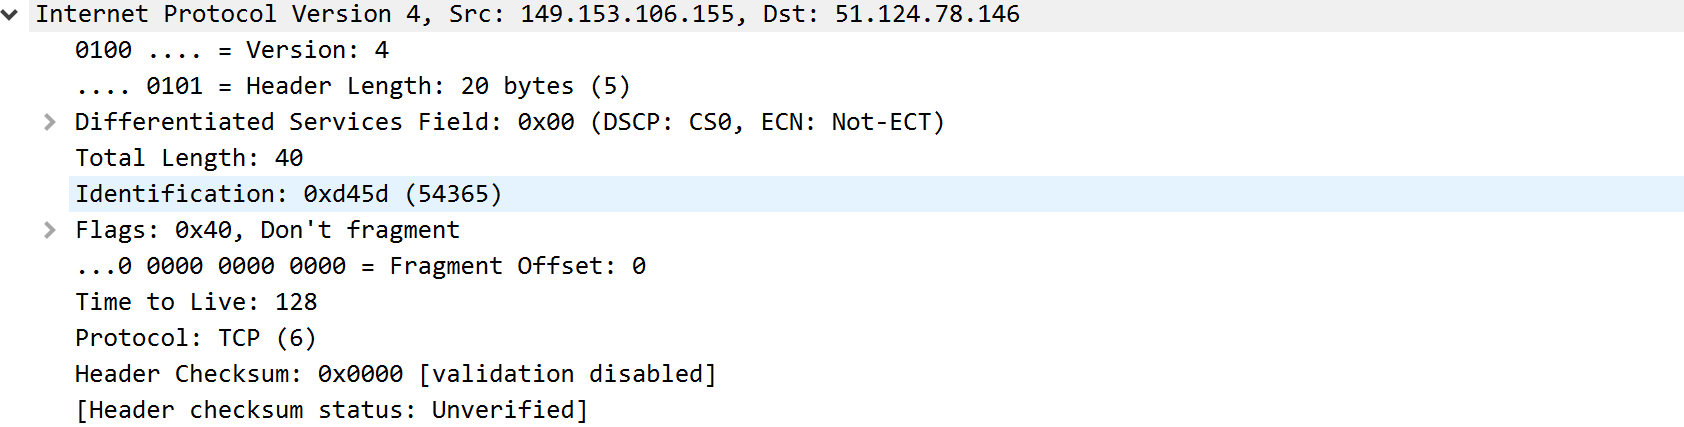 Internet Protocol Version 4, Src: 149.153.106.155, Dst: 51.124.78.146
0100 .... = Version: 4
.... 0101 = Header Length: 20 bytes (5)
Differentiated Services Field: 0x00 (DSCP: CS0, ECN: Not-ECT)
Total Length: 40
Identification: 0xd45d (54365)
Flags: 0x40, Don't fragment
...0 0000 0000 0000 = Fragment Offset: 0
Time to Live: 128
Protocol: TCP (6)
Header Checksum: 0x0000 [validation disabled]
[Header checksum status: Unverified]